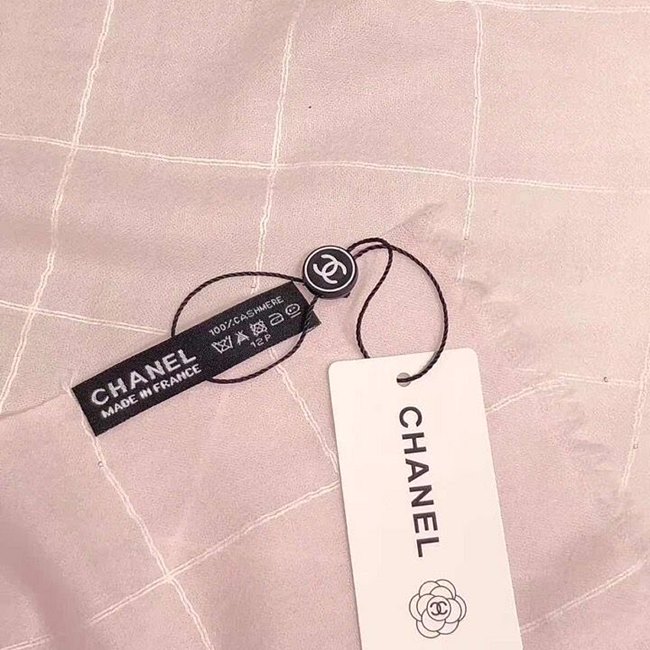 100% CASHMERE
12P
CHANEL
MADE IN FRANCE
CHANEL